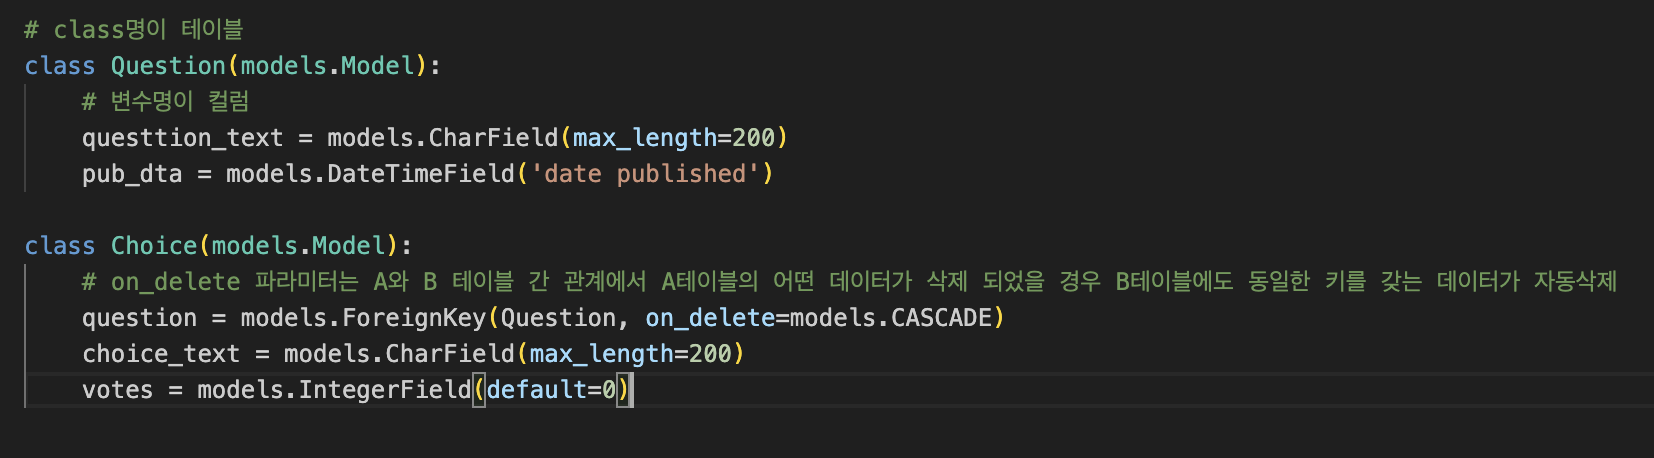 # class명이 테이블
class Question(models.Model):
    # 변수명이 컬럼
    questtion_text = models.CharField(max_length=200)
    pub_dta = models.DateTimeField('date published')
class Choice(models.Model):
    # on_delete 파라미터는 A와 B 테이블 간 관계에서 A테이블의 어떤 데이터가 삭제 되었을 경우 B테이블에도 동일한 키를 갖는 데이터가 자동삭제
    question = models.ForeignKey(Question, on_delete=models.CASCADE)
    choice_text = models.CharField(max_length=200)
    votes = models.IntegerField(default=0)